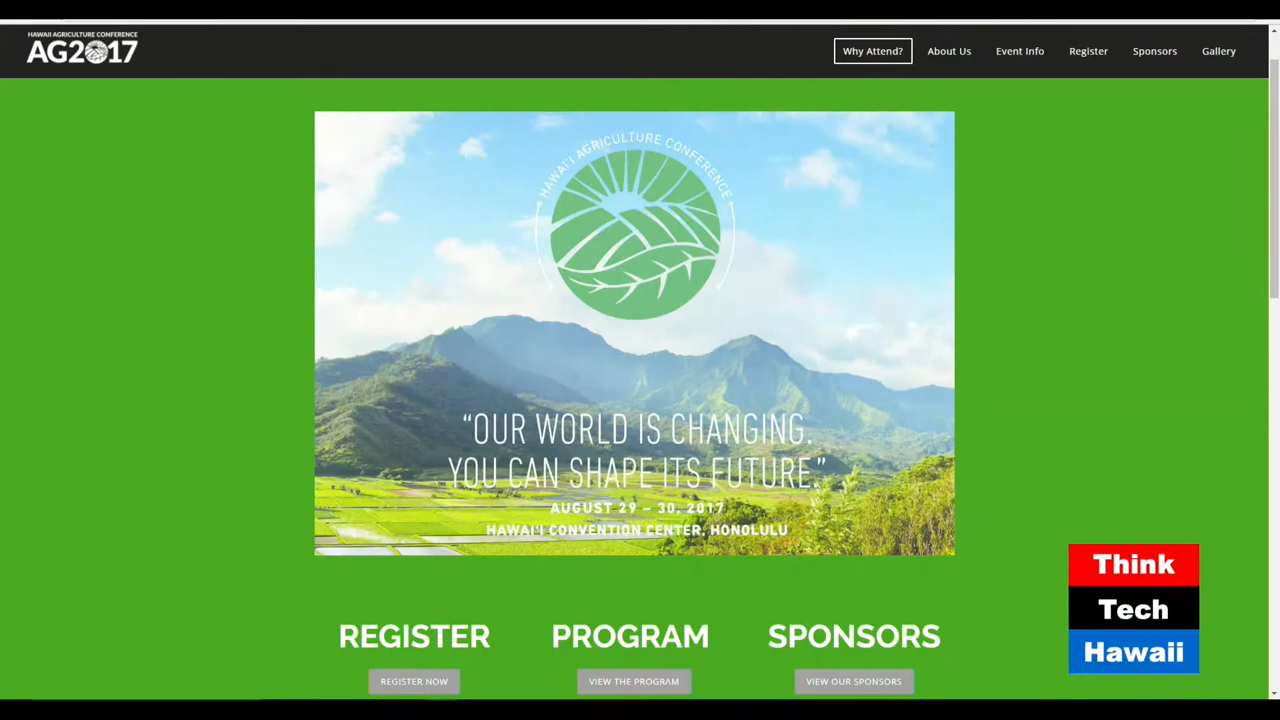 HAWAII AGRICULTURE CONFERENCE
AG2017
Why Attend? About Us Event Info Register Sponsors Gallery
HAWAI'I AGRICULTURE CONFERENCE
“OUR WORLD IS CHANGING.
YOU CAN SHAPE ITS FUTURE.”
AUGUST 29 – 30, 2017
HAWAI'I CONVENTION CENTER, HONOLULU
REGISTER PROGRAM SPONSORS
REGISTER NOW VIEW THE PROGRAM VIEW OUR SPONSORS
Think
Tech
Hawaii